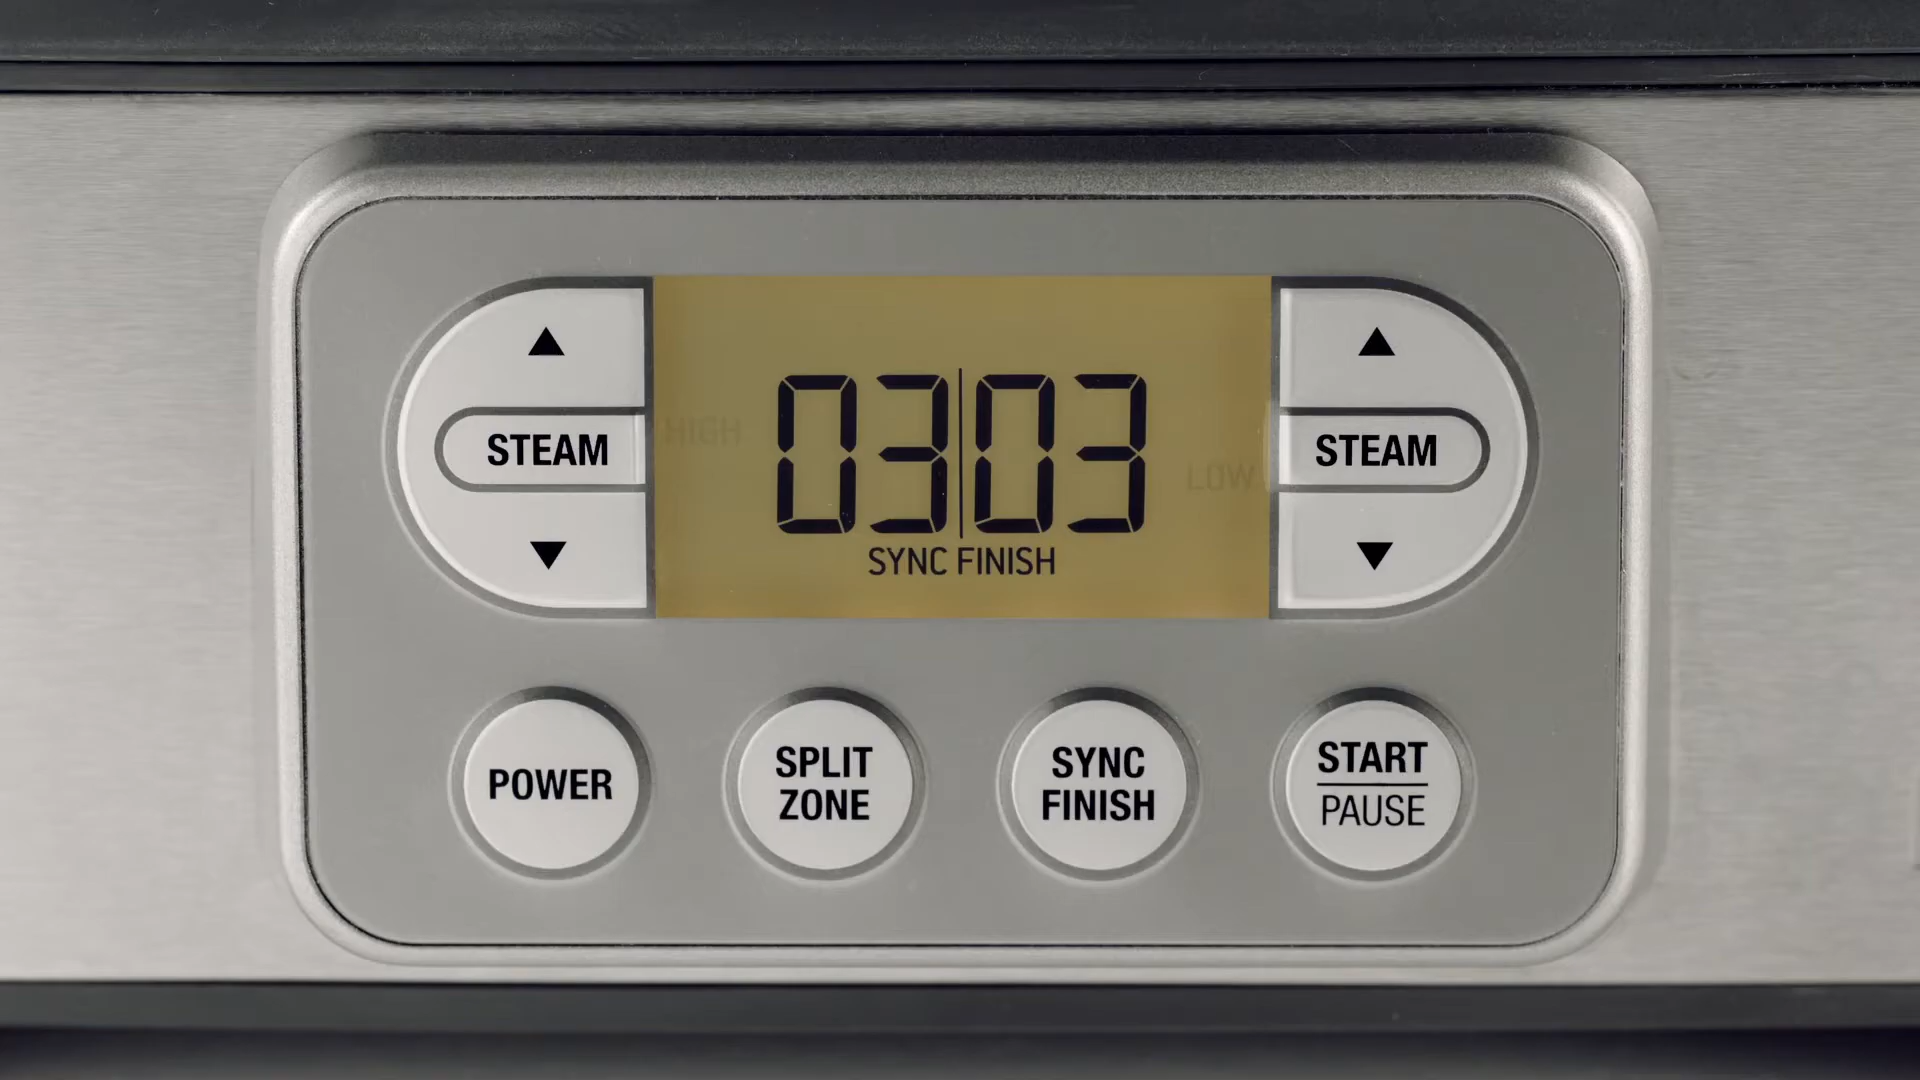 ▲ ▲
HIGH 03|03
STEAM STEAM
LOW
▼ SYNC FINISH ▼
POWER SPLIT ZONE SYNC FINISH START PAUSE